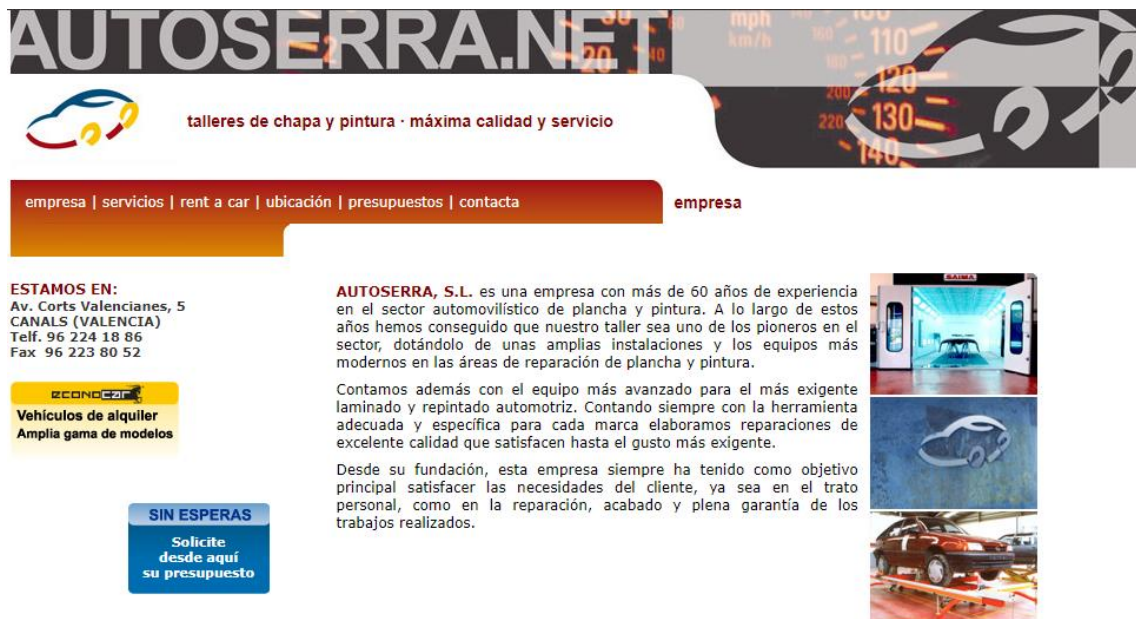 AUTOSERRA.NET
talleres de chapa y pintura · máxima calidad y servicio
mph
km/h
110
120
130
140
160
180
200
220
20
40
60
empresa | servicios | rent a car | ubicación | presupuestos | contacta
empresa
ESTAMOS EN:
Av. Corts Valencianes, 5
CANALS (VALENCIA)
Telf. 96 224 18 86
Fax 96 223 80 52
econocar
Vehículos de alquiler
Amplia gama de modelos
SIN ESPERAS
Solicite
desde aquí
su presupuesto
AUTOSERRA, S.L. es una empresa con más de 60 años de experiencia
en el sector automovilístico de plancha y pintura. A lo largo de estos
años hemos conseguido que nuestro taller sea uno de los pioneros en el
sector, dotándolo de unas amplias instalaciones y los equipos más
modernos en las áreas de reparación de plancha y pintura.
Contamos además con el equipo más avanzado para el más exigente
laminado y repintado automotriz. Contando siempre con la herramienta
adecuada y específica para cada marca elaboramos reparaciones de
excelente calidad que satisfacen hasta el gusto más exigente.
Desde su fundación, esta empresa siempre ha tenido como objetivo
principal satisfacer las necesidades del cliente, ya sea en el trato
personal, como en la reparación, acabado y plena garantía de los
trabajos realizados.
SAIMA